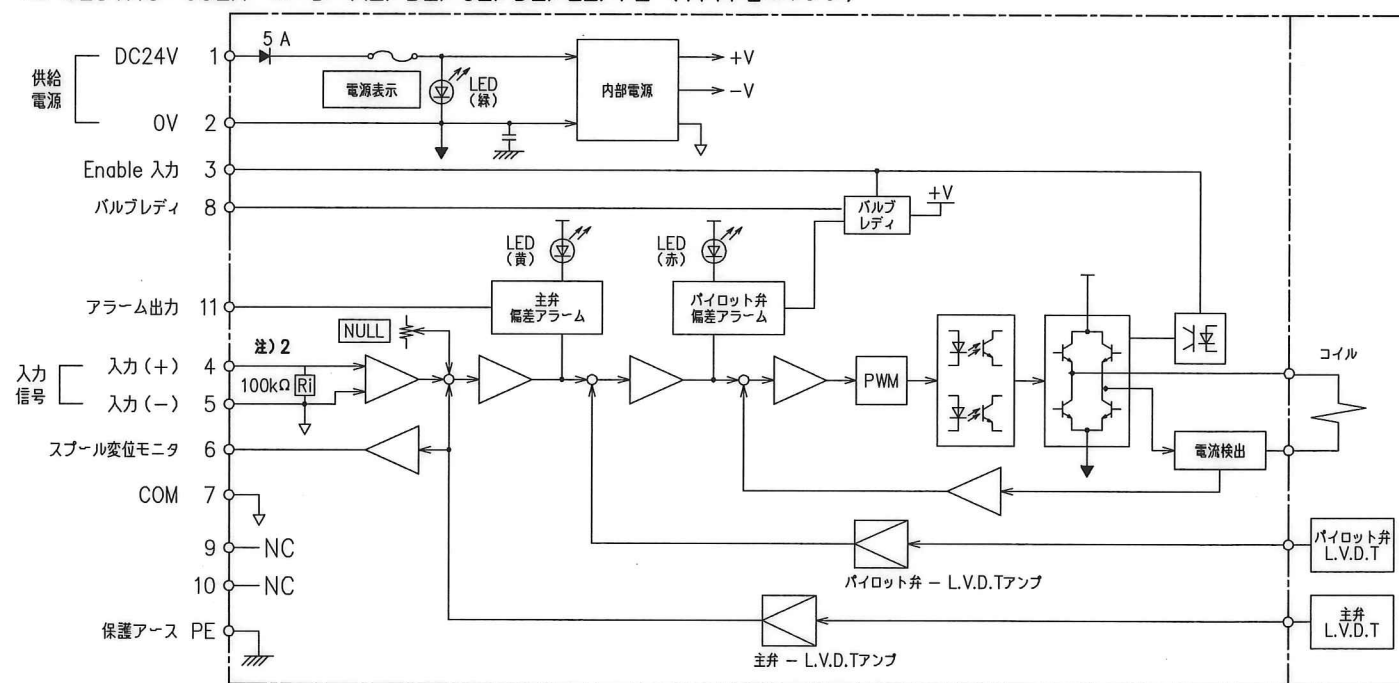 DC24V 1
5 A
供給
電源
電源表示
LED
(緑)
内部電源
+V
-V
0V 2
Enable 入力 3
バルブレディ 8
バルブ
レディ
+V
LED
(黄)
LED
(赤)
アラーム出力 11
主弁
偏差アラーム
パイロット弁
偏差アラーム
NULL
注) 2
入力
信号
入力 (+) 4
100kΩ Ri
入力 (-) 5
PWM
コイル
スプール変位モニタ 6
電流検出
COM 7
9 NC
パイロット弁
L.V.D.T
パイロット弁 - L.V.D.Tアンプ
10 NC
保護アース PE
主弁
L.V.D.T
主弁 - L.V.D.Tアンプ